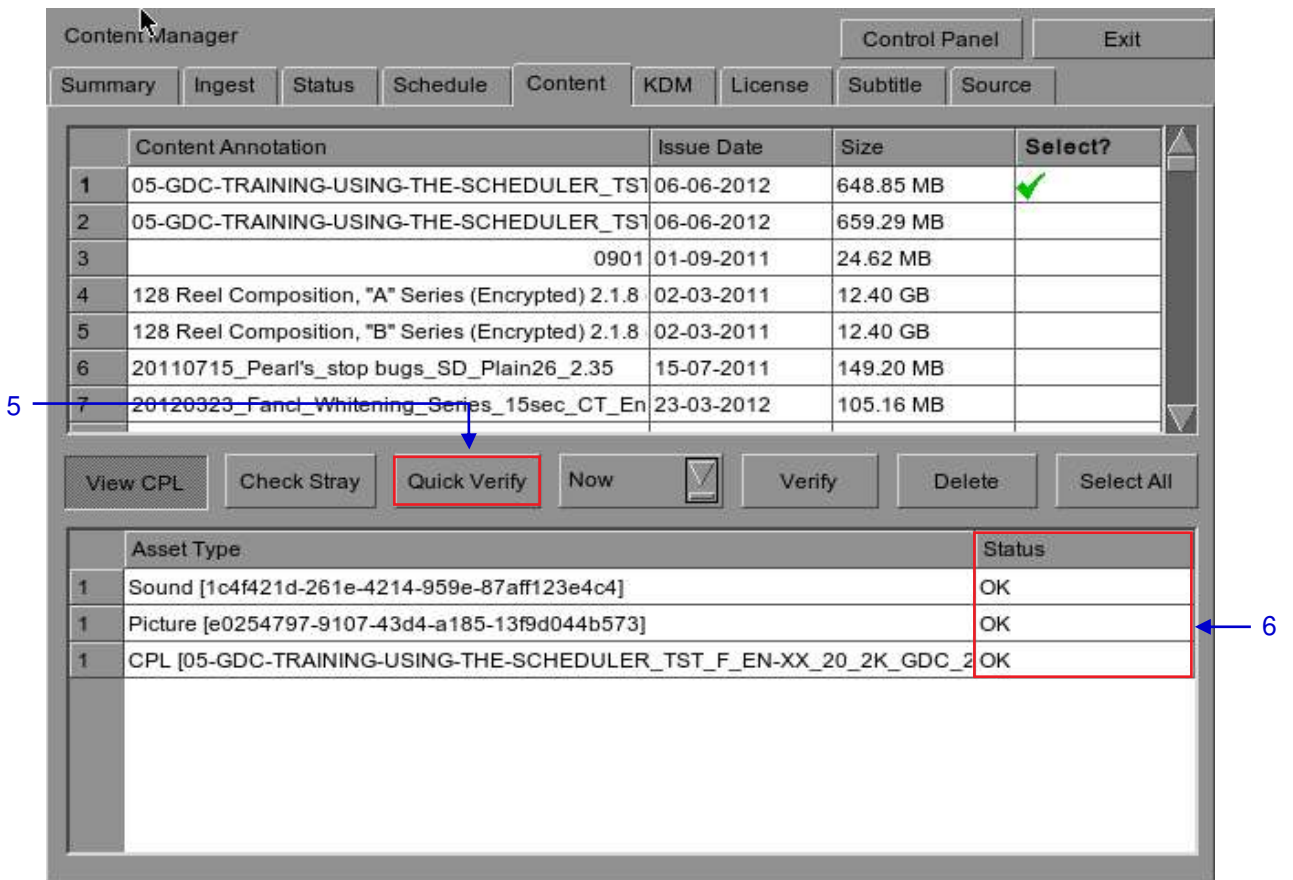 Content Manager Control Panel Exit
Summary Ingest Status Schedule Content KDM License Subtitle Source
Content Annotation Issue Date Size Select?
1 05-GDC-TRAINING-USING-THE-SCHEDULER_TST 06-06-2012 648.85 MB
2 05-GDC-TRAINING-USING-THE-SCHEDULER_TST 06-06-2012 659.29 MB
3 0901 01-09-2011 24.62 MB
4 128 Reel Composition, "A" Series (Encrypted) 2.1.8 02-03-2011 12.40 GB
5 128 Reel Composition, "B" Series (Encrypted) 2.1.8 02-03-2011 12.40 GB
6 20110715_Pearl's_stop bugs_SD_Plain26_2.35 15-07-2011 149.20 MB
5 7 20120323_Fancl_Whitening_Series_15sec_CT_En 23-03-2012 105.16 MB
View CPL Check Stray Quick Verify Now Verify Delete Select All
Asset Type Status
1 Sound [1c4f421d-261e-4214-959e-87aff123e4c4] OK
1 Picture [e0254797-9107-43d4-a185-13f9d044b573] OK 6
1 CPL [05-GDC-TRAINING-USING-THE-SCHEDULER_TST_F_EN-XX_20_2K_GDC_2 OK